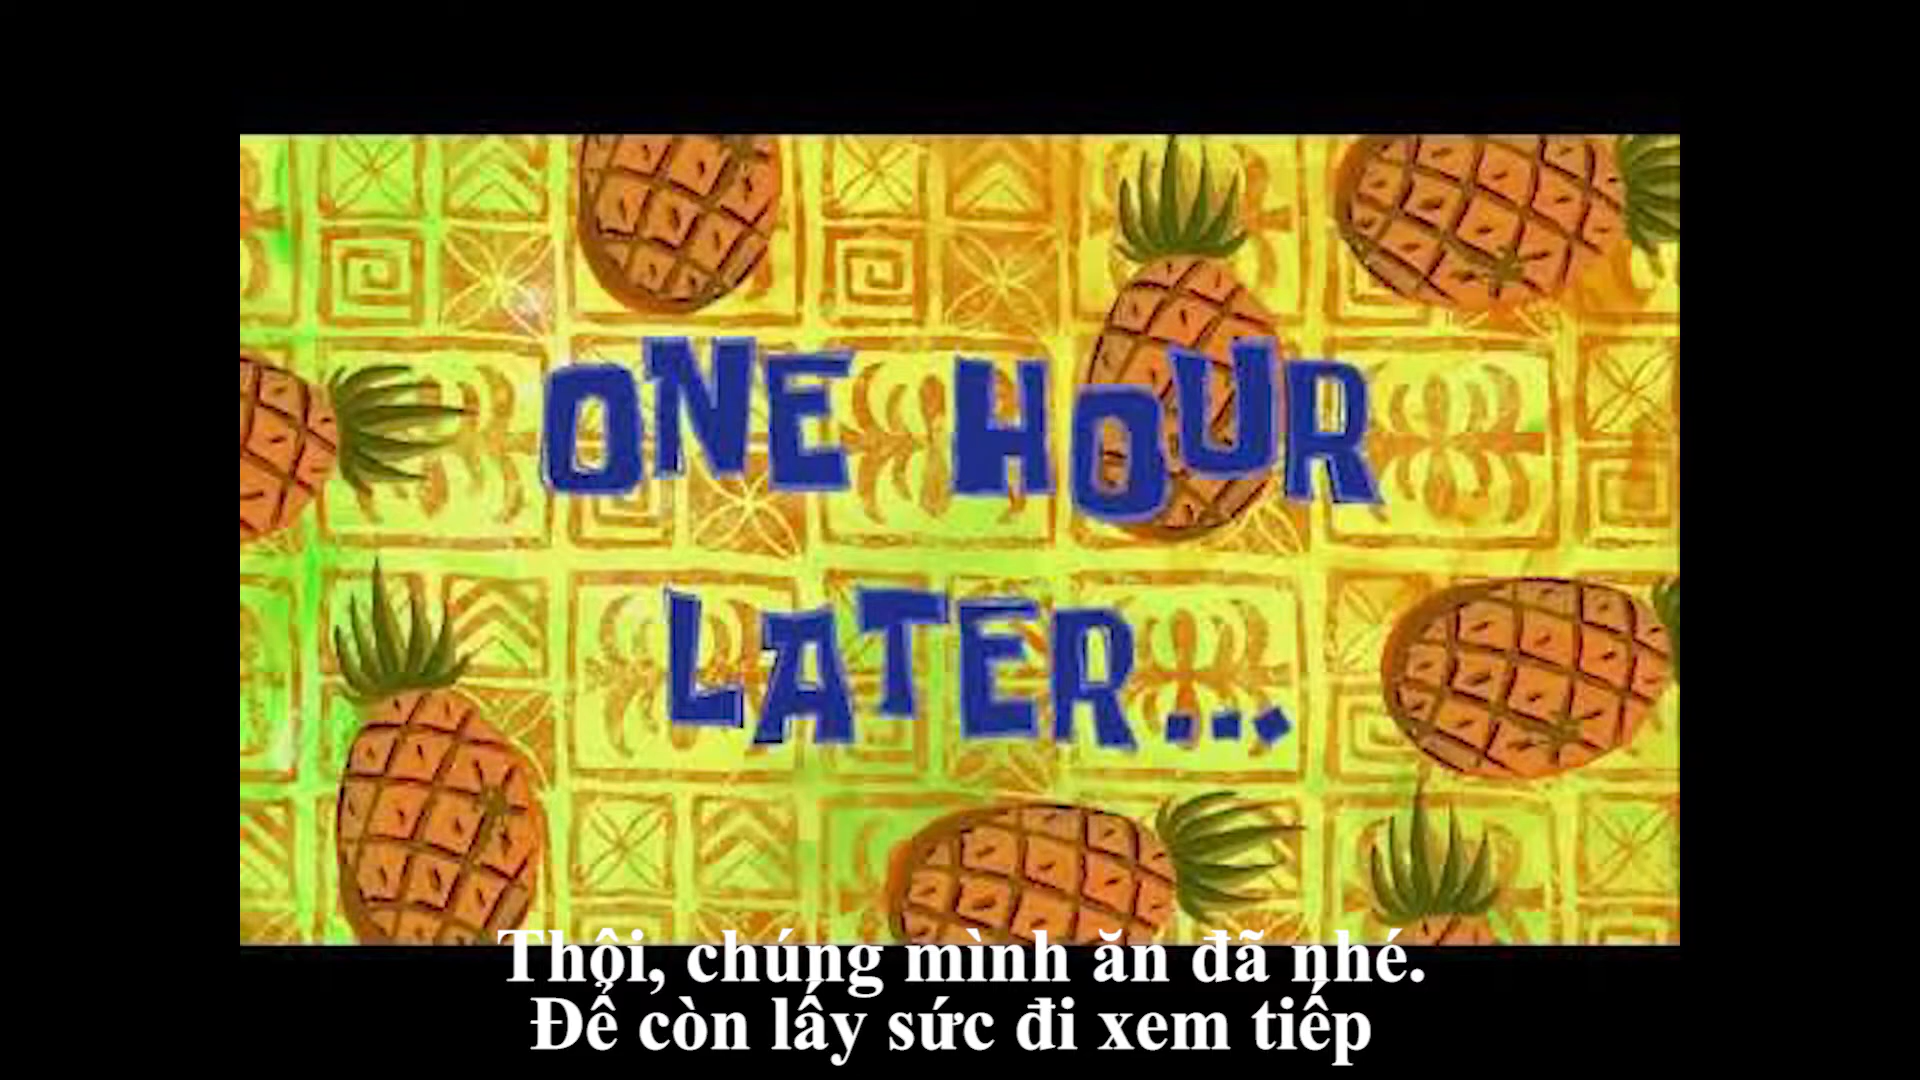 ONE HOUR
LATER...
Thôi, chúng mình ăn đã nhé.
Để còn lấy sức đi xem tiếp